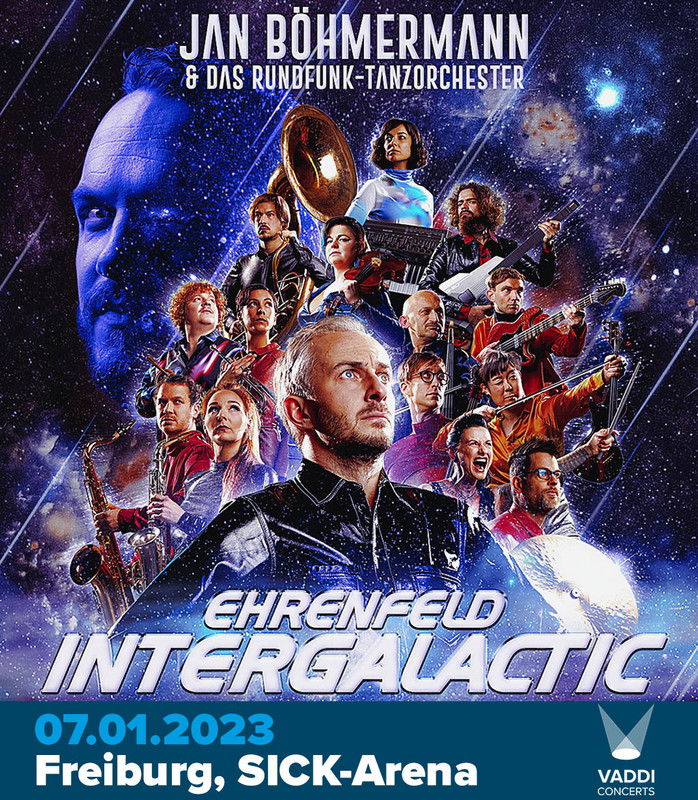 JAN BÖHMERMANN
& DAS RUNDFUNK-TANZORCHESTER
EHRENFELD
INTERGALACTIC
07.01.2023
Freiburg, SICK-Arena
VADDI
CONCERTS